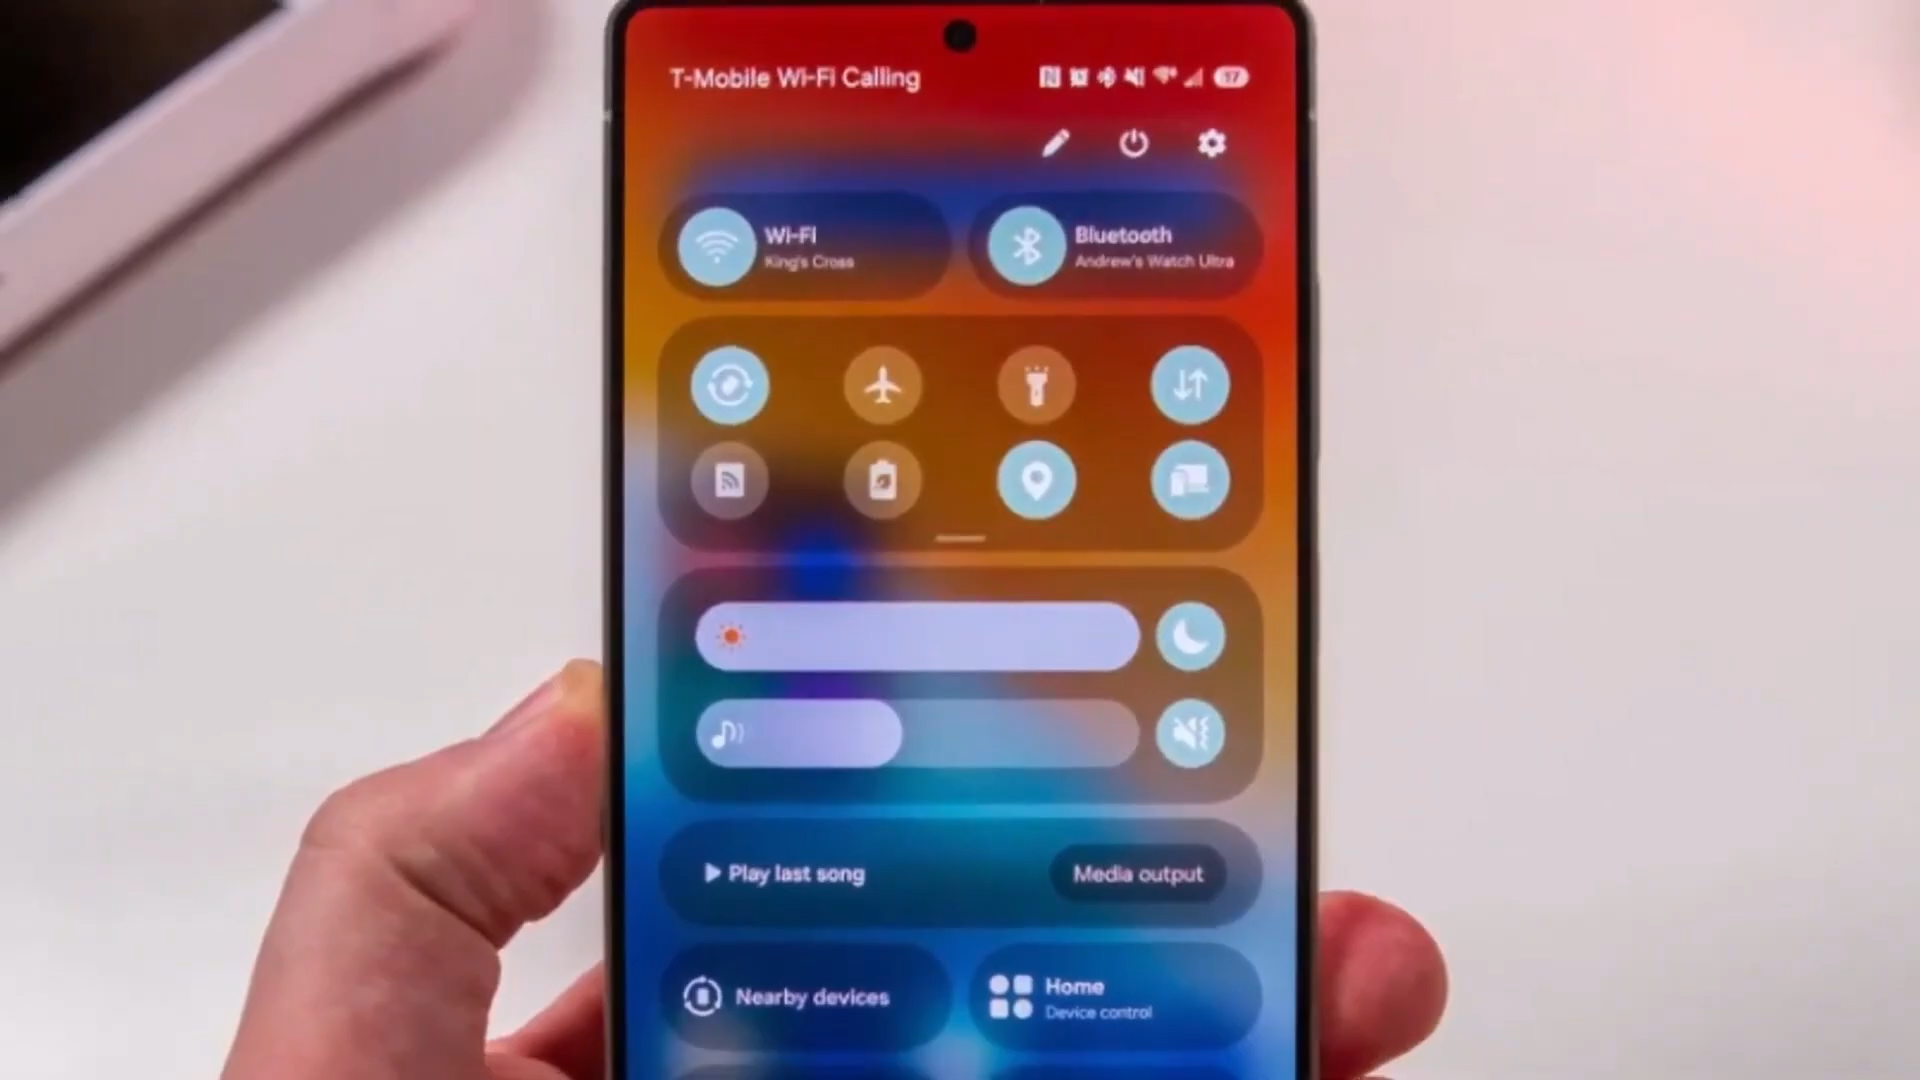 T-Mobile Wi-Fi Calling
17
Wi-Fi
King's Cross
Bluetooth
Andrew's Watch Ultra
Play last song
Media output
Nearby devices
Home
Device control